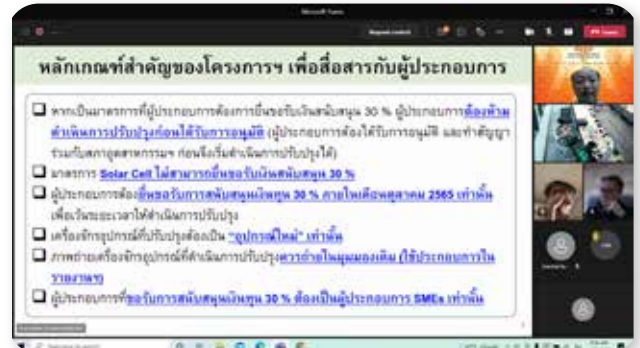 หลักเกณฑ์สำคัญของโครงการฯ เพื่อสื่อสารกับผู้ประกอบการ
หากเป็นมาตรการที่ผู้ประกอบการต้องการยื่นขอรับเงินสนับสนุน 30 % ผู้ประกอบการต้องห้าม
ดำเนินการปรับปรุงก่อนได้รับการอนุมัติ (ผู้ประกอบการต้องได้รับการอนุมัติ และทำสัญญา
ร่วมกับสภาอุตสาหกรรมฯ ก่อนจึงเริ่มดำเนินการปรับปรุงได้)
มาตรการ Solar Cell ไม่สามารถยื่นขอรับเงินสนับสนุน 30 %
ผู้ประกอบการต้องยื่นขอรับการสนับสนุนเงินทุน 30 % ภายในเดือนตุลาคม 2565 เท่านั้น
เพื่อเว้นระยะเวลาให้ดำเนินการปรับปรุง
เครื่องจักรอุปกรณ์ที่ปรับปรุงต้องเป็น "อุปกรณ์ใหม่" เท่านั้น
ภาพถ่ายเครื่องจักรอุปกรณ์ที่ดำเนินการปรับปรุงควรถ่ายในมุมมองเดิม (ใช้ประกอบการใน
รายงานฯ)
ผู้ประกอบการที่ขอรับการสนับสนุนเงินทุน 30 % ต้องเป็นผู้ประกอบการ SMEs เท่านั้น